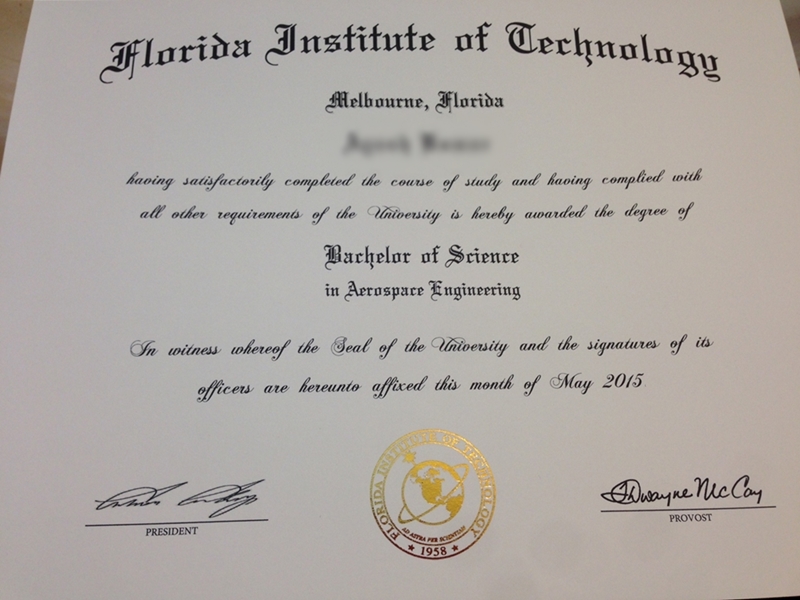 Florida Institute of Technology
Melbourne, Florida
having satisfactorily completed the course of study and having complied with
all other requirements of the University is hereby awarded the degree of
Bachelor of Science
in Aerospace Engineering
In witness whereof the Seal of the University and the signatures of its
officers are hereunto affixed this month of May 2015.
FLORIDA INSTITUTE OF TECHNOLOGY
AD ASTRA PER SCIENTIAM
★ 1958 ★
PRESIDENT
T Dwayne McCay
PROVOST